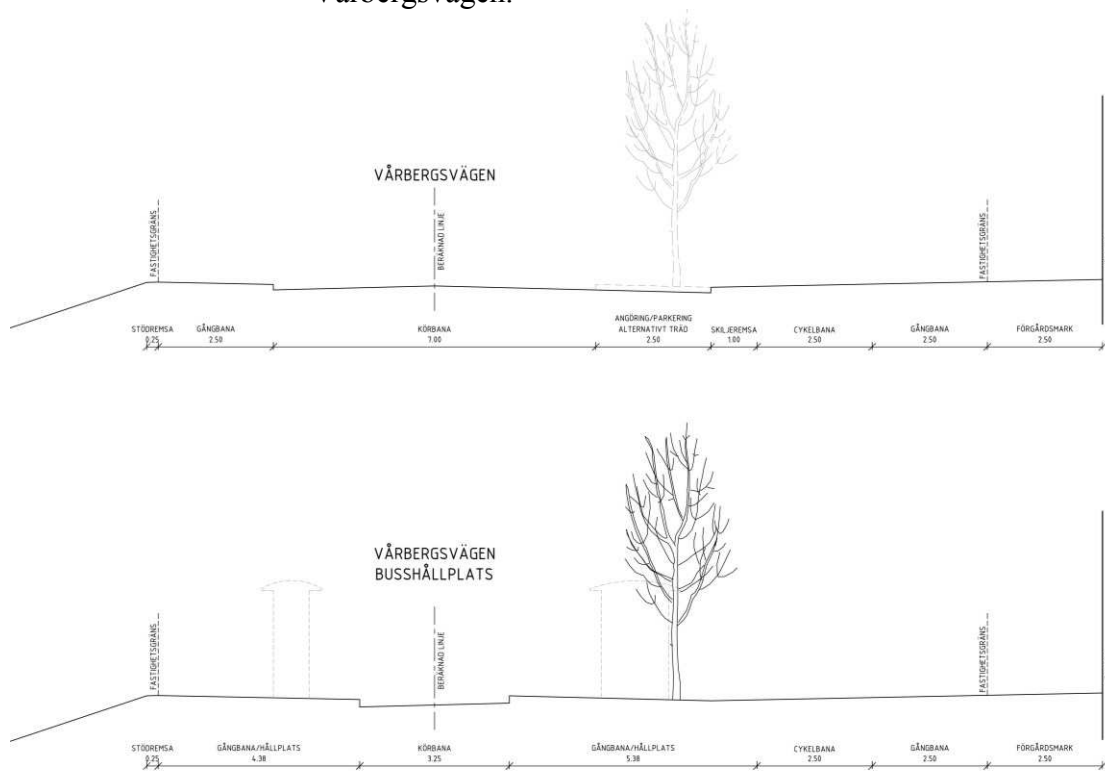 Vårbergsvägen.
VÅRBERGSVÄGEN
FASTIGHETSGRÄNS
BERÄKNAD LINJE
FASTIGHETSGRÄNS
STÖDREMSA
0.25
GÅNGBANA
2.50
KÖRBANA
7.00
ANGÖRING/PARKERING
ALTERNATIVT TRÄD
2.50
SKILJEREMSA
1.00
CYKELBANA
2.50
GÅNGBANA
2.50
FÖRGÅRDSMARK
2.50
VÅRBERGSVÄGEN
BUSSHÅLLPLATS
FASTIGHETSGRÄNS
BERÄKNAD LINJE
FASTIGHETSGRÄNS
STÖDREMSA
0.25
GÅNGBANA/HÅLLPLATS
4.38
KÖRBANA
3.25
GÅNGBANA/HÅLLPLATS
5.38
CYKELBANA
2.50
GÅNGBANA
2.50
FÖRGÅRDSMARK
2.50